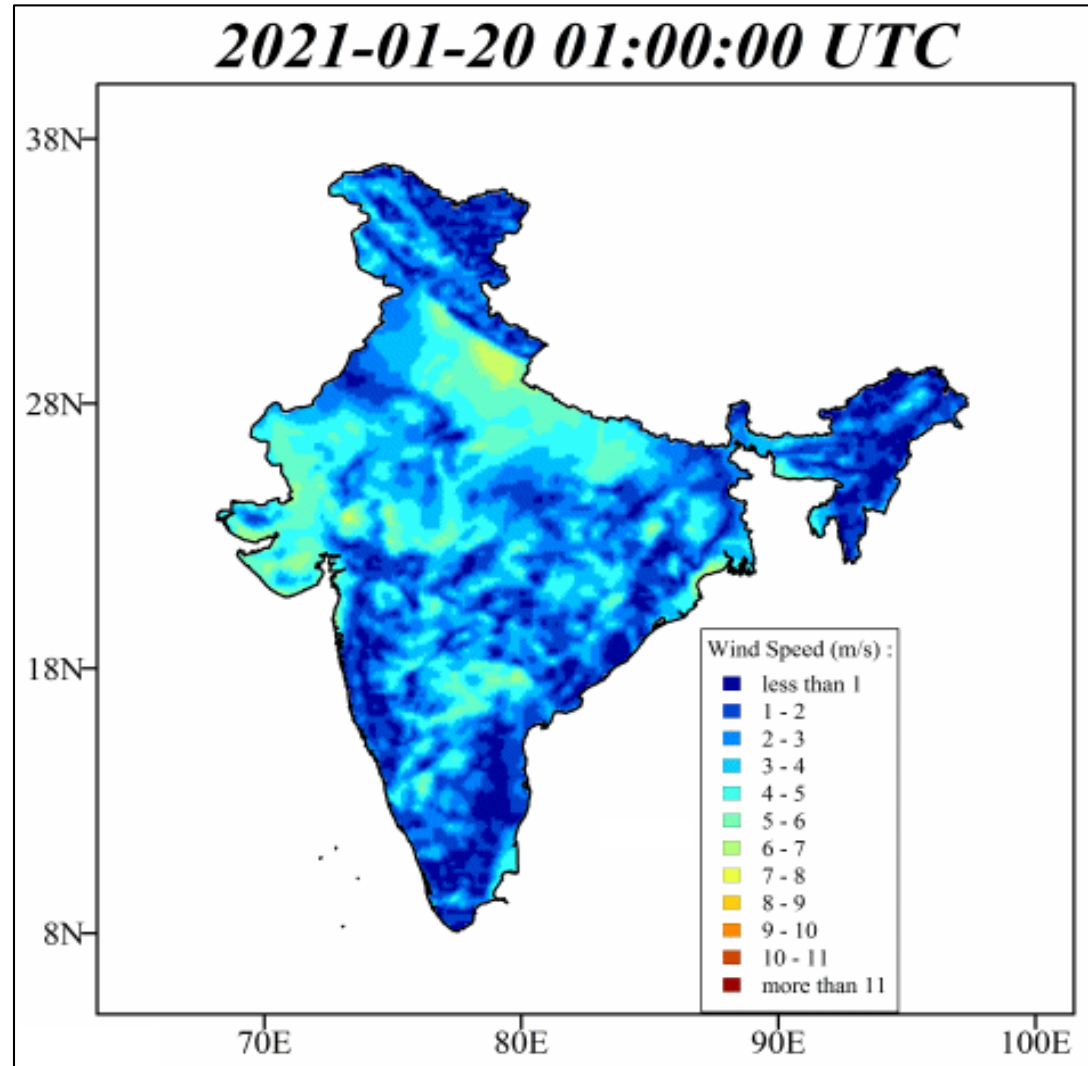 2021-01-20 01:00:00 UTC
38N
28N
18N
8N
Wind Speed (m/s) :
less than 1
1 - 2
2 - 3
3 - 4
4 - 5
5 - 6
6 - 7
7 - 8
8 - 9
9 - 10
10 - 11
more than 11
70E 80E 90E 100E